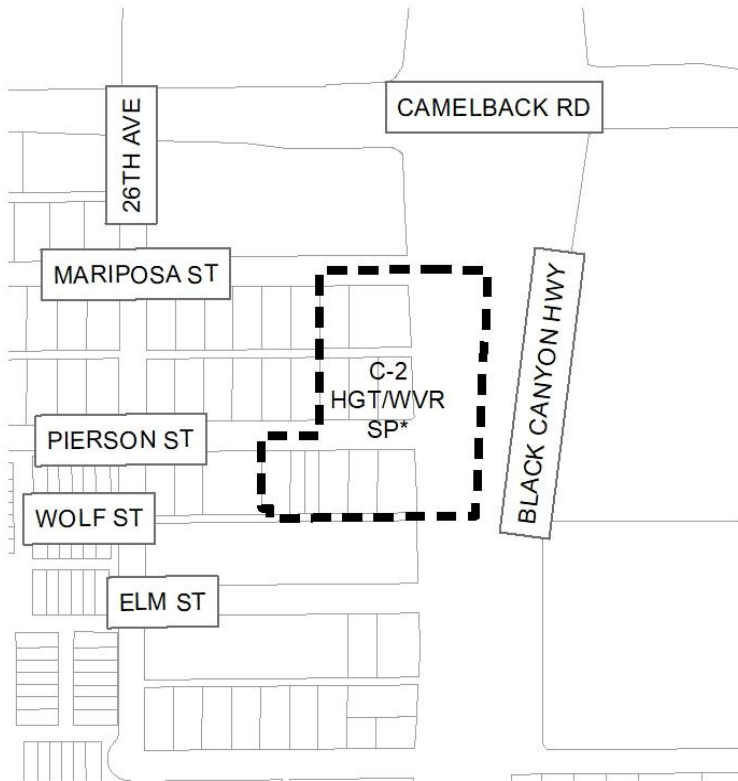 CAMELBACK RD
26TH AVE
MARIPOSA ST
BLACK CANYON HWY
C-2
HGT/WVR
SP*
PIERSON ST
WOLF ST
ELM ST